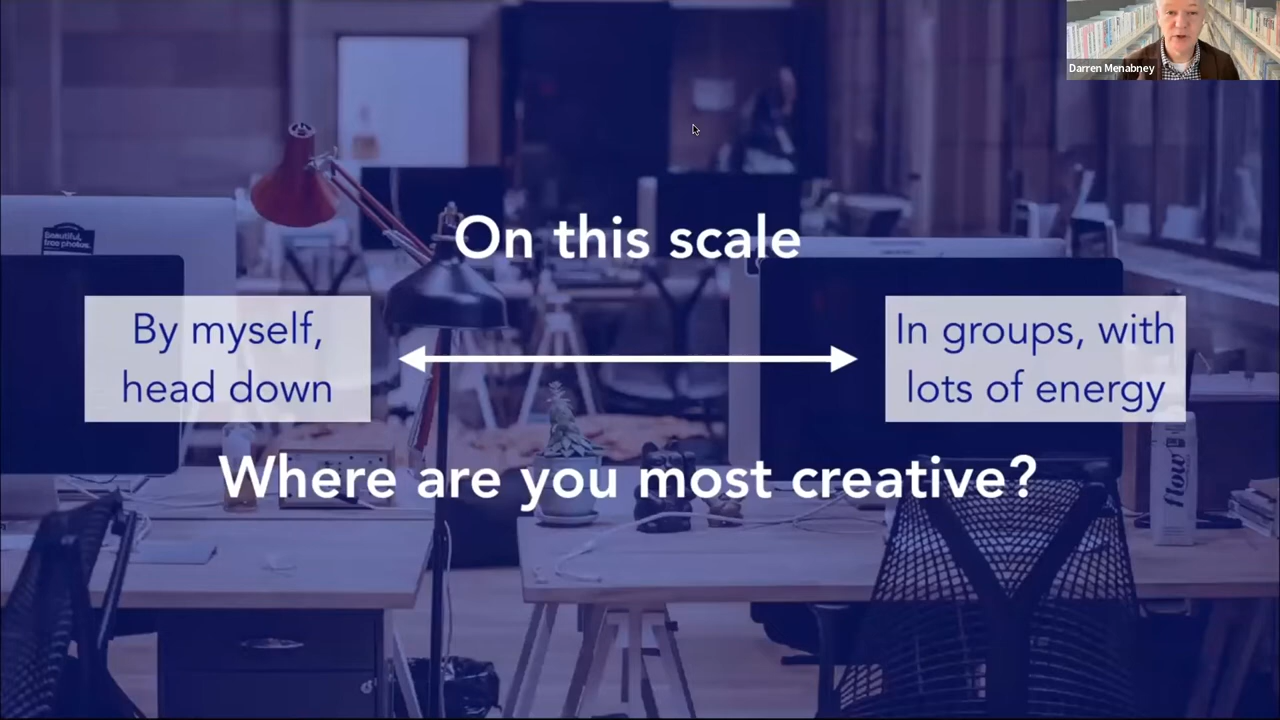 Darren Menabney
Beautiful,
free photos.
On this scale
By myself,
head down
In groups, with
lots of energy
Where are you most creative?
flow